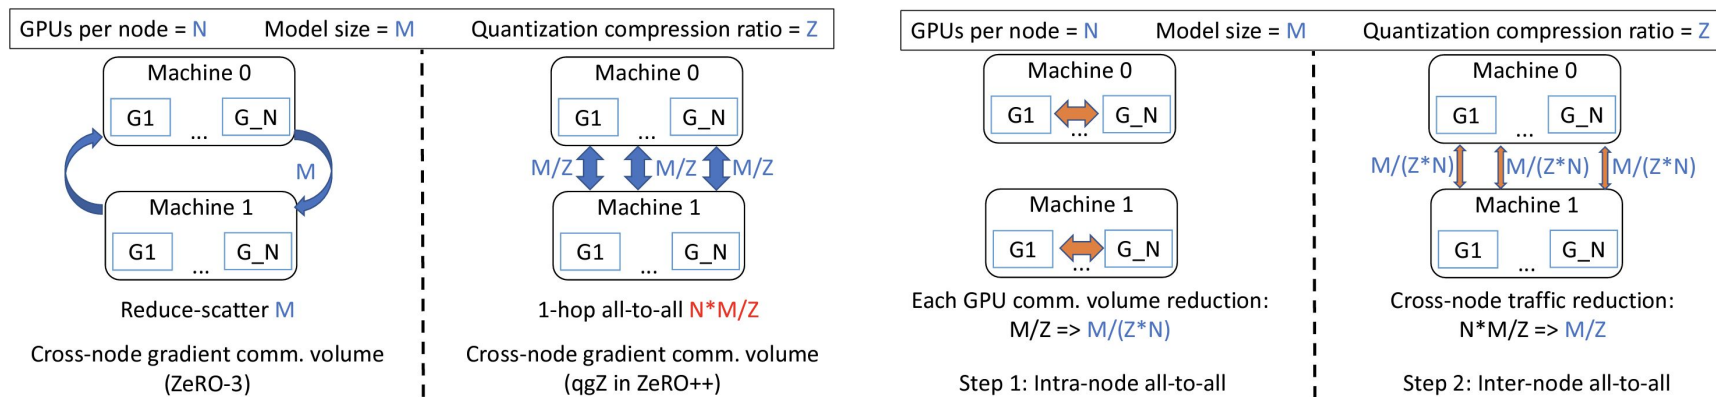 GPUs per node = N Model size = M Quantization compression ratio = Z
Machine 0
G1 ... G_N
M
Machine 1
G1 ... G_N
Reduce-scatter M
Cross-node gradient comm. volume
(ZeRO-3)
Machine 0
G1 ... G_N
M/Z M/Z M/Z
Machine 1
G1 ... G_N
1-hop all-to-all N*M/Z
Cross-node gradient comm. volume
(qgZ in ZeRO++)
GPUs per node = N Model size = M Quantization compression ratio = Z
Machine 0
G1 ... G_N
Machine 1
G1 ... G_N
Each GPU comm. volume reduction:
M/Z => M/(Z*N)
Step 1: Intra-node all-to-all
Machine 0
G1 ... G_N
M/(Z*N) M/(Z*N) M/(Z*N)
Machine 1
G1 ... G_N
Cross-node traffic reduction:
N*M/Z => M/Z
Step 2: Inter-node all-to-all